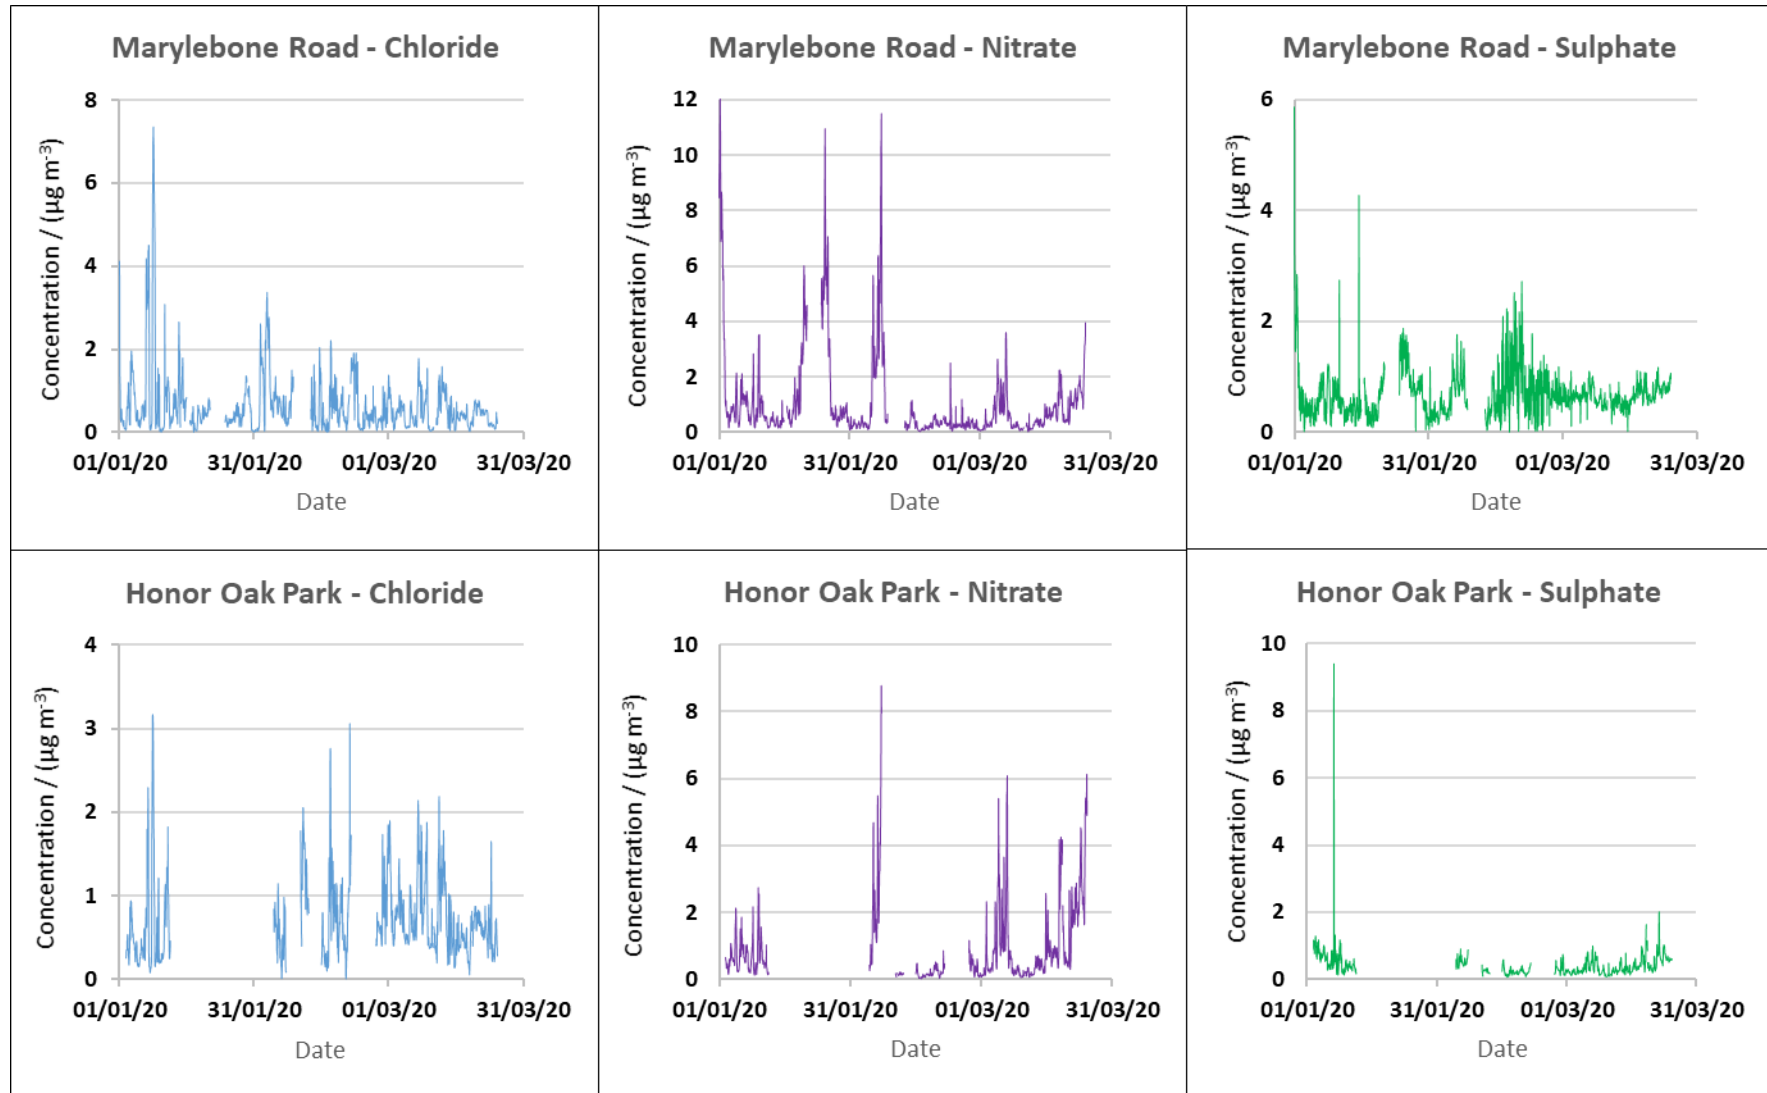 Marylebone Road - Chloride
Concentration / (µg m-3)
8
6
4
2
0
01/01/20 31/01/20 01/03/20 31/03/20
Date
Marylebone Road - Nitrate
Concentration / (µg m-3)
12
10
8
6
4
2
0
01/01/20 31/01/20 01/03/20 31/03/20
Date
Marylebone Road - Sulphate
Concentration / (µg m-3)
6
4
2
0
01/01/20 31/01/20 01/03/20 31/03/20
Date
Honor Oak Park - Chloride
Concentration / (µg m-3)
4
3
2
1
0
01/01/20 31/01/20 01/03/20 31/03/20
Date
Honor Oak Park - Nitrate
Concentration / (µg m-3)
10
8
6
4
2
0
01/01/20 31/01/20 01/03/20 31/03/20
Date
Honor Oak Park - Sulphate
Concentration / (µg m-3)
10
8
6
4
2
0
01/01/20 31/01/20 01/03/20 31/03/20
Date